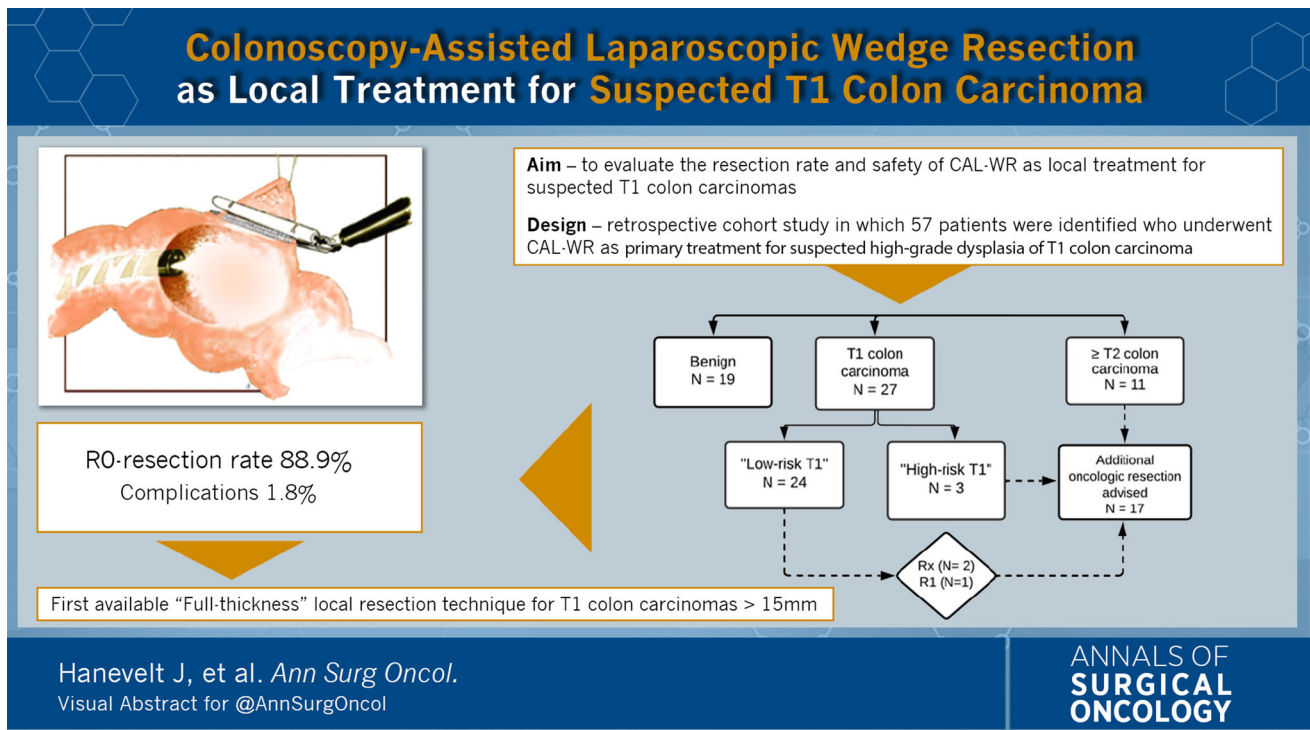 Colonoscopy-Assisted Laparoscopic Wedge Resection
as Local Treatment for Suspected T1 Colon Carcinoma
Aim – to evaluate the resection rate and safety of CAL-WR as local treatment for
suspected T1 colon carcinomas
Design – retrospective cohort study in which 57 patients were identified who underwent
CAL-WR as primary treatment for suspected high-grade dysplasia of T1 colon carcinoma
Benign
N = 19
T1 colon
carcinoma
N = 27
≥ T2 colon
carcinoma
N = 11
"Low-risk T1"
N = 24
"High-risk T1"
N = 3
Additional
oncologic resection
advised
N = 17
Rx (N= 2)
R1 (N=1)
R0-resection rate 88.9%
Complications 1.8%
First available “Full-thickness” local resection technique for T1 colon carcinomas > 15mm
Hanevelt J, et al. Ann Surg Oncol.
Visual Abstract for @AnnSurgOncol
ANNALS OF
SURGICAL
ONCOLOGY